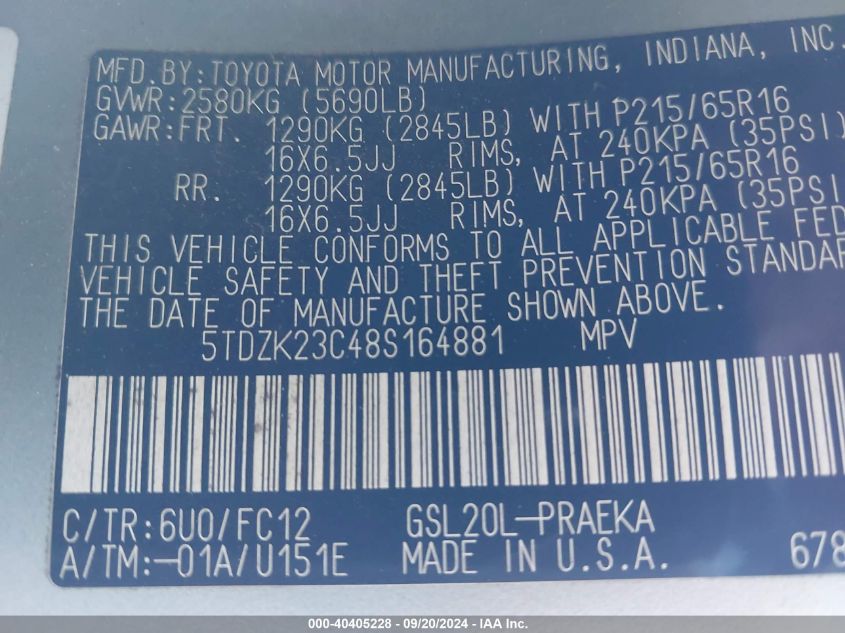 MFD.BY:TOYOTA MOTOR MANUFACTURING, INDIANA, INC.
GVWR:2580KG (5690LB)
GAWR:FRT. 1290KG (2845LB) WITH P215/65R16
16X6.5JJ RIMS, AT 240KPA (35PSI)
RR. 1290KG (2845LB) WITH P215/65R16
16X6.5JJ RIMS, AT 240KPA (35PSI
THIS VEHICLE CONFORMS TO ALL APPLICABLE FED
VEHICLE SAFETY AND THEFT PREVENTION STANDAR
THE DATE OF MANUFACTURE SHOWN ABOVE.
5TDZK23C48S164881 MPV
C/TR:6U0/FC12 GSL20L-PRAEKA
A/TM:-01A/U151E MADE IN U.S.A. 678
000-40405228 - 09/20/2024 - IAA Inc.